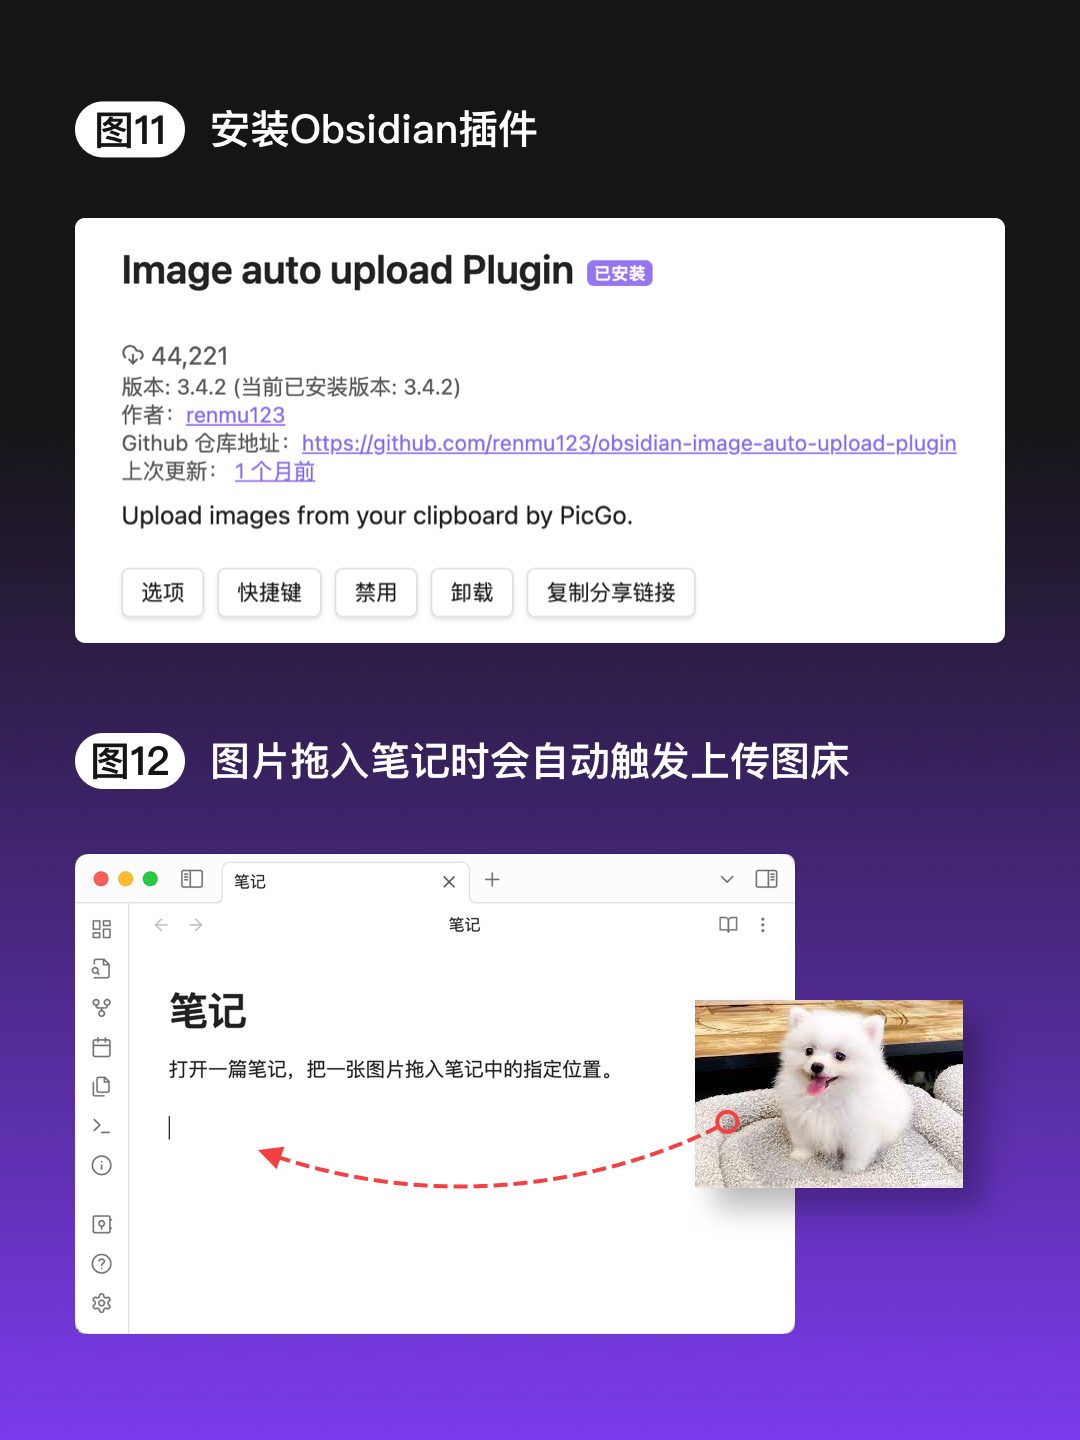 图11 安装Obsidian插件
Image auto upload Plugin 已安装
44,221
版本: 3.4.2 (当前已安装版本: 3.4.2)
作者： renmu123
Github 仓库地址： https://github.com/renmu123/obsidian-image-auto-upload-plugin
上次更新： 1 个月前
Upload images from your clipboard by PicGo.
选项 快捷键 禁用 卸载 复制分享链接
图12 图片拖入笔记时会自动触发上传图床
笔记
笔记
笔记
打开一篇笔记，把一张图片拖入笔记中的指定位置。